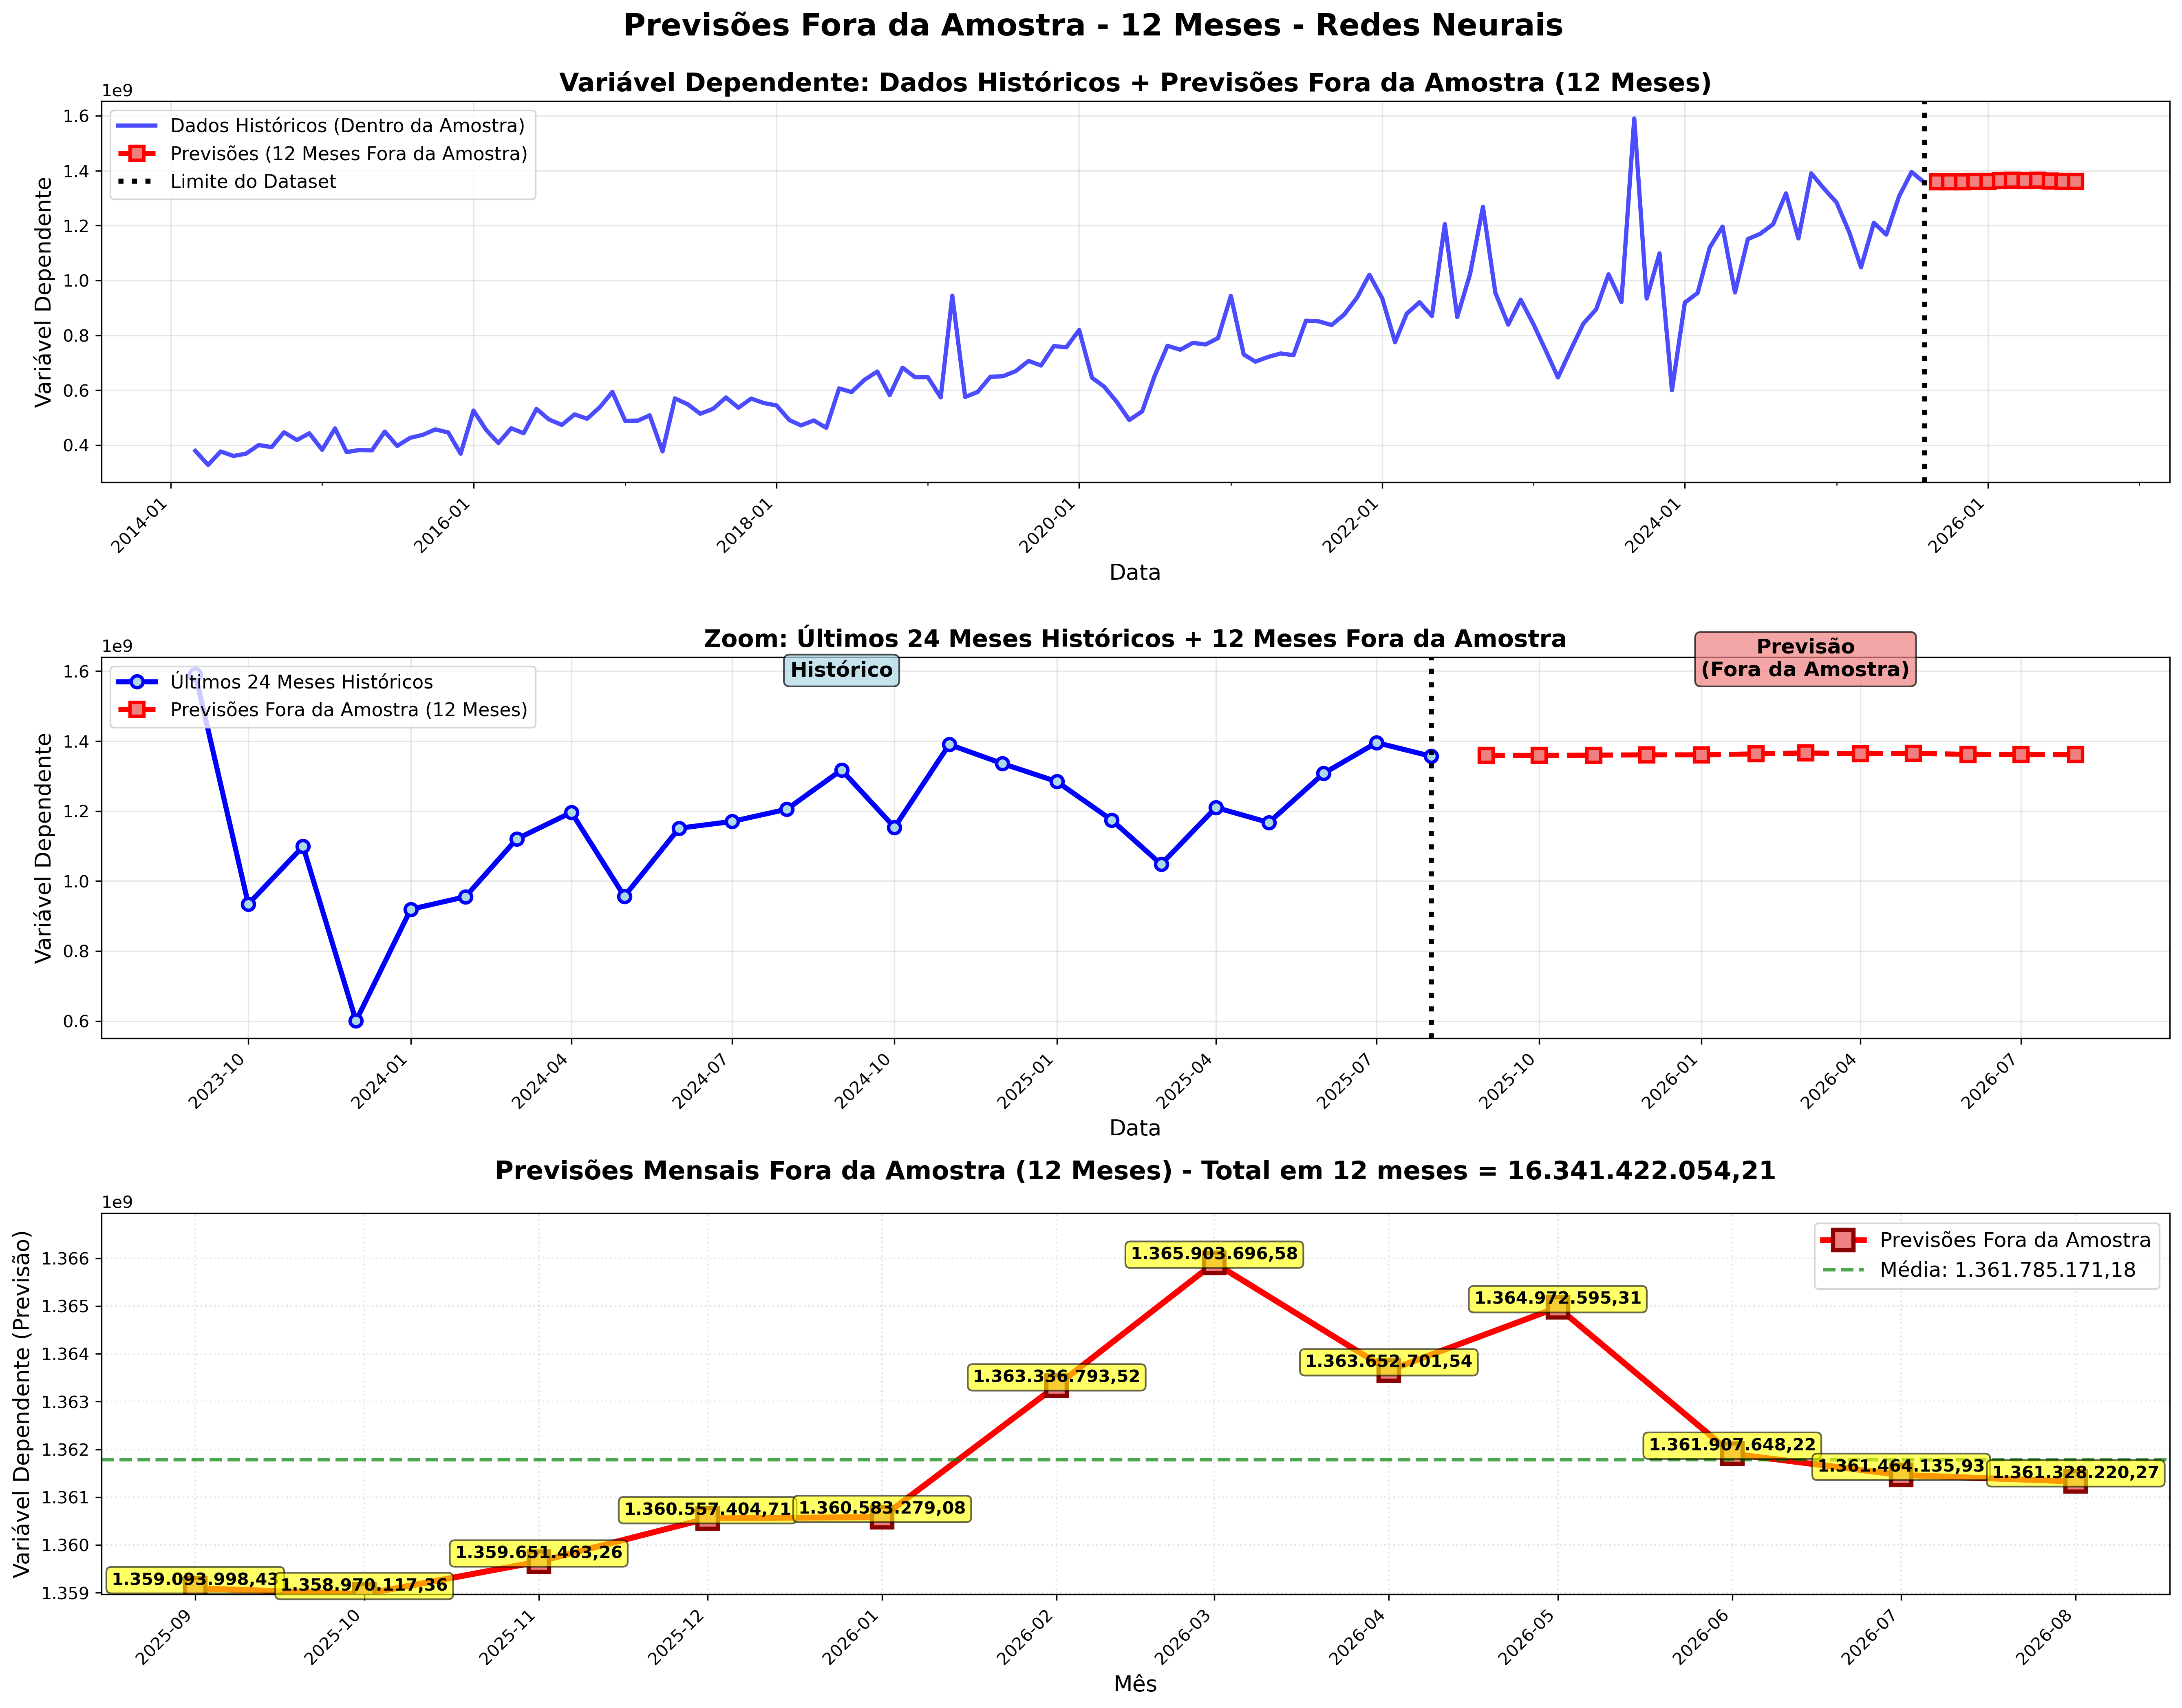 Previsões Fora da Amostra - 12 Meses - Redes Neurais
Variável Dependente: Dados Históricos + Previsões Fora da Amostra (12 Meses)
1e9
Dados Históricos (Dentro da Amostra)
Previsões (12 Meses Fora da Amostra)
Limite do Dataset
Variável Dependente
1.6
1.4
1.2
1.0
0.8
0.6
0.4
2014-01
2016-01
2018-01
2020-01
2022-01
2024-01
2026-01
Data
Zoom: Últimos 24 Meses Históricos + 12 Meses Fora da Amostra
1e9
Histórico
Previsão
(Fora da Amostra)
Últimos 24 Meses Históricos
Previsões Fora da Amostra (12 Meses)
Variável Dependente
1.6
1.4
1.2
1.0
0.8
0.6
2023-10
2024-01
2024-04
2024-07
2024-10
2025-01
2025-04
2025-07
2025-10
2026-01
2026-04
2026-07
Data
Previsões Mensais Fora da Amostra (12 Meses) - Total em 12 meses = 16.341.422.054,21
1e9
Previsões Fora da Amostra
Média: 1.361.785.171,18
Variável Dependente (Previsão)
1.366
1.365
1.364
1.363
1.362
1.361
1.360
1.359
1.359.093.998,43
1.358.970.117,36
1.359.651.463,26
1.360.557.404,71
1.360.583.279,08
1.363.336.793,52
1.365.903.696,58
1.363.652.701,54
1.364.972.595,31
1.361.907.648,22
1.361.464.135,93
1.361.328.220,27
2025-09
2025-10
2025-11
2025-12
2026-01
2026-02
2026-03
2026-04
2026-05
2026-06
2026-07
2026-08
Mês